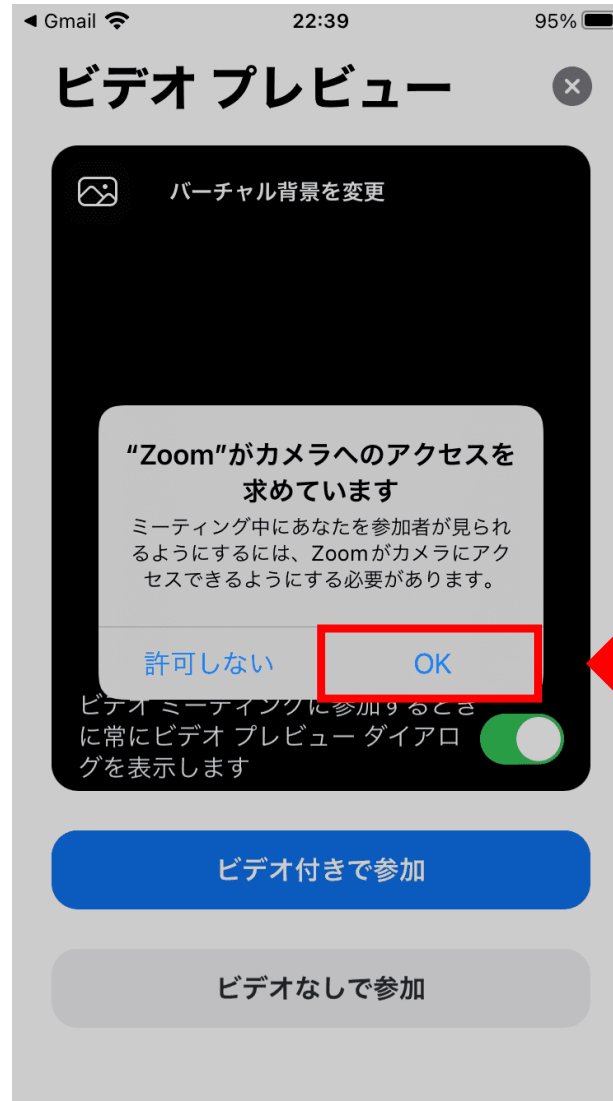 ◀ Gmail 22:39 95%
ビデオ プレビュー
バーチャル背景を変更
“Zoom”がカメラへのアクセスを
求めています
ミーティング中にあなたを参加者が見られ
るようにするには、Zoomがカメラにアク
セスできるようにする必要があります。
許可しない OK
ビデオ ミーティングに参加するとき
に常にビデオ プレビュー ダイアロ
グを表示します
ビデオ付きで参加
ビデオなしで参加